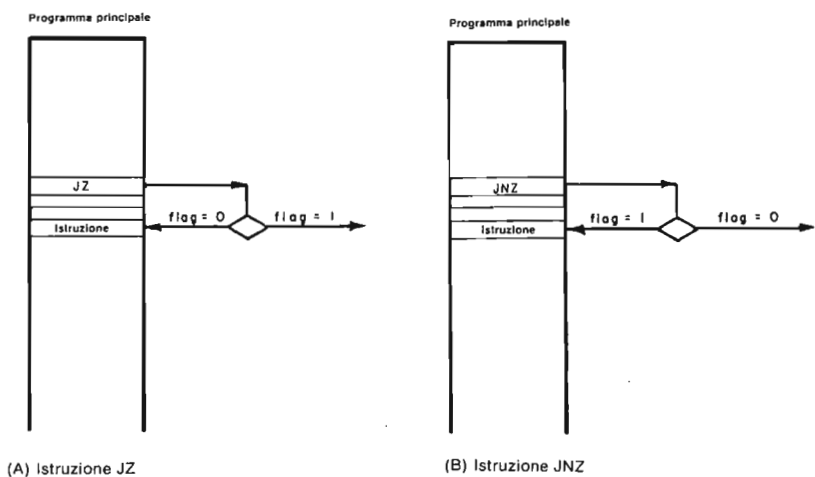 Programma principale
JZ
flag = 0
flag = 1
Istruzione
(A) Istruzione JZ
Programma principale
JNZ
flag = 1
flag = 0
Istruzione
(B) Istruzione JNZ